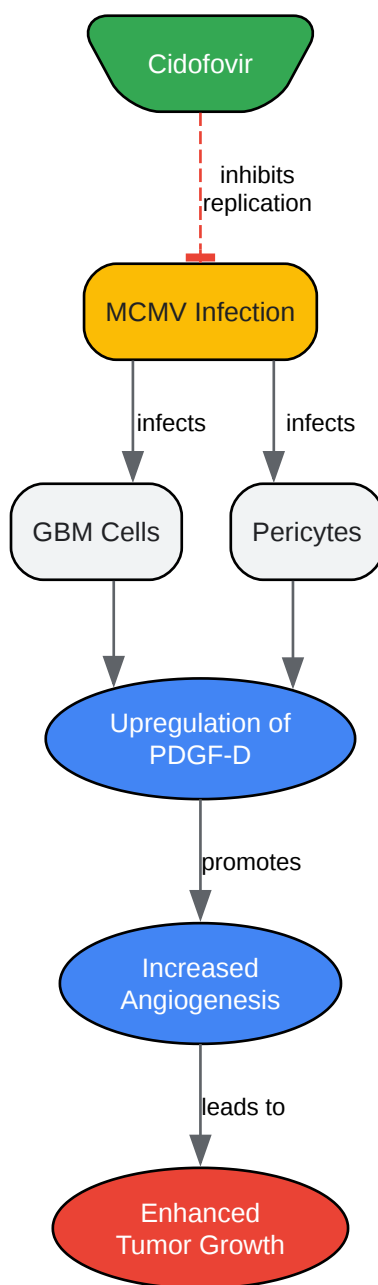 Cidofovir
inhibits
replication
MCMV Infection
infects
infects
GBM Cells
Pericytes
Upregulation of
PDGF-D
promotes
Increased
Angiogenesis
leads to
Enhanced
Tumor Growth